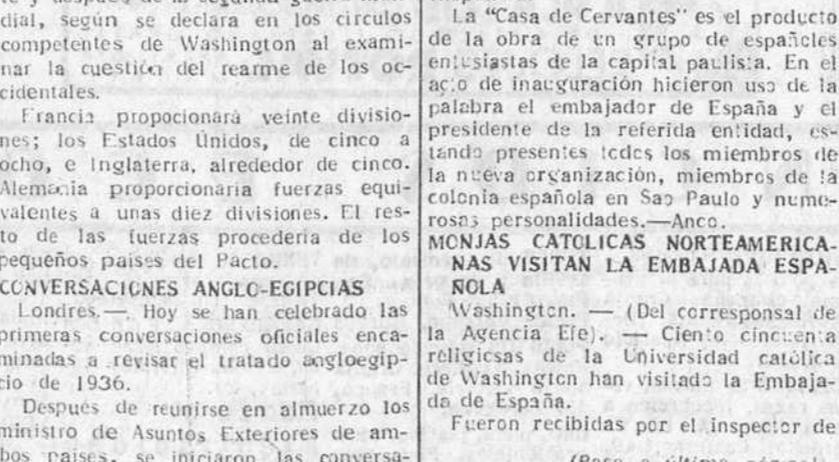 dial, según se declara en los círculos
competentes de Washington al exami-
nar la cuestión del rearme de los oc-
cidentales.
Francia propocionará veinte divisio-
nes; los Estados Unidos, de cinco a
ocho, e Inglaterra, alrededor de cinco.
Alemania proporcionaria fuerzas equi-
valentes a unas diez divisiones. El res-
to de las fuerzas procederia de los
pequeños países del Pacto.
CONVERSACIONES ANGLO-EGIPCIAS
Londres.—. Hoy se han celebrado las
primeras conversaciones oficiales enca-
minadas a revisar el tratado angloegip-
cio de 1936.
Después de reunirse en almuerzo los
ministro de Asuntos Exteriores de am-
bos países, se iniciaron las conversa-
La "Casa de Cervantes" es el producto
de la obra de un grupo de españoles
entusiastas de la capital paulista. En el
acto de inauguración hicieron uso de la
palabra el embajador de España y el
presidente de la referida entidad, es-
tando presentes todos los miembros de
la nueva organización, miembros de la
colonia española en Sao Paulo y nume-
rosas personalidades.—Anco.
MONJAS CATOLICAS NORTEAMERICA-
NAS VISITAN LA EMBAJADA ESPA-
ÑOLA
Washington. — (Del corresponsal de
la Agencia Efe). — Ciento cincuenta
religiosas de la Universidad católica
de Washington han visitado la Embaja-
da de España.
Fueron recibidas por el inspector de